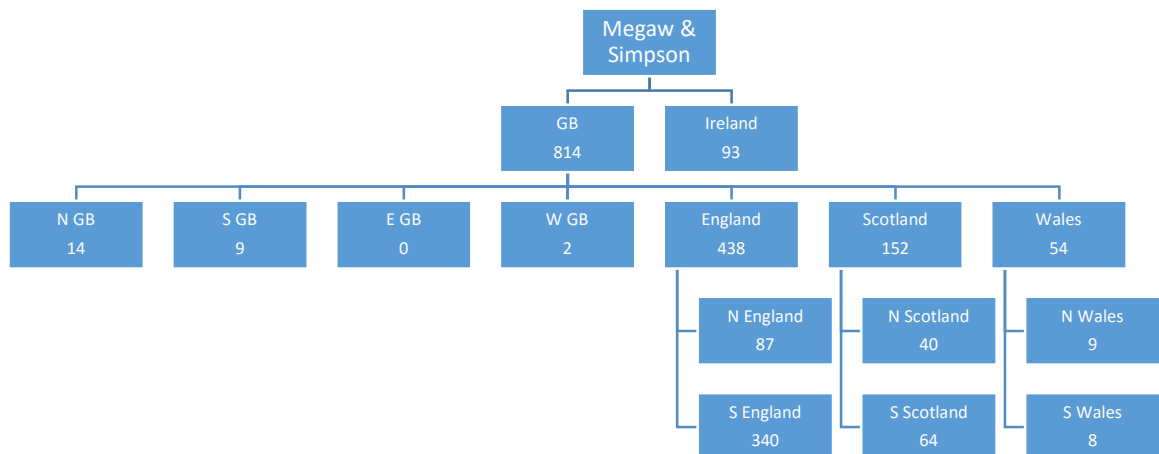 Megaw &
Simpson
GB
814
Ireland
93
N GB
14
S GB
9
E GB
0
W GB
2
England
438
Scotland
152
Wales
54
N England
87
N Scotland
40
N Wales
9
S England
340
S Scotland
64
S Wales
8